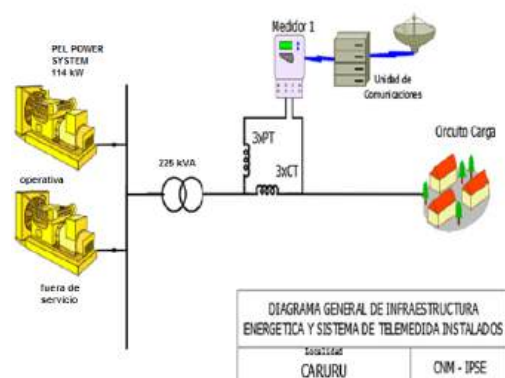 PEL POWER
SYSTEM
114 kW
operativa
fuera de
servicio
225 kVA
3xPT
3xCT
Medidor 1
Unidad de
Comunicaciones
Circuito Carga
DIAGRAMA GENERAL DE INFRAESTRUCTURA
ENERGETICA Y SISTEMA DE TELEMEDIDA INSTALADOS
Localidad
CARURU
CNM - IPSE